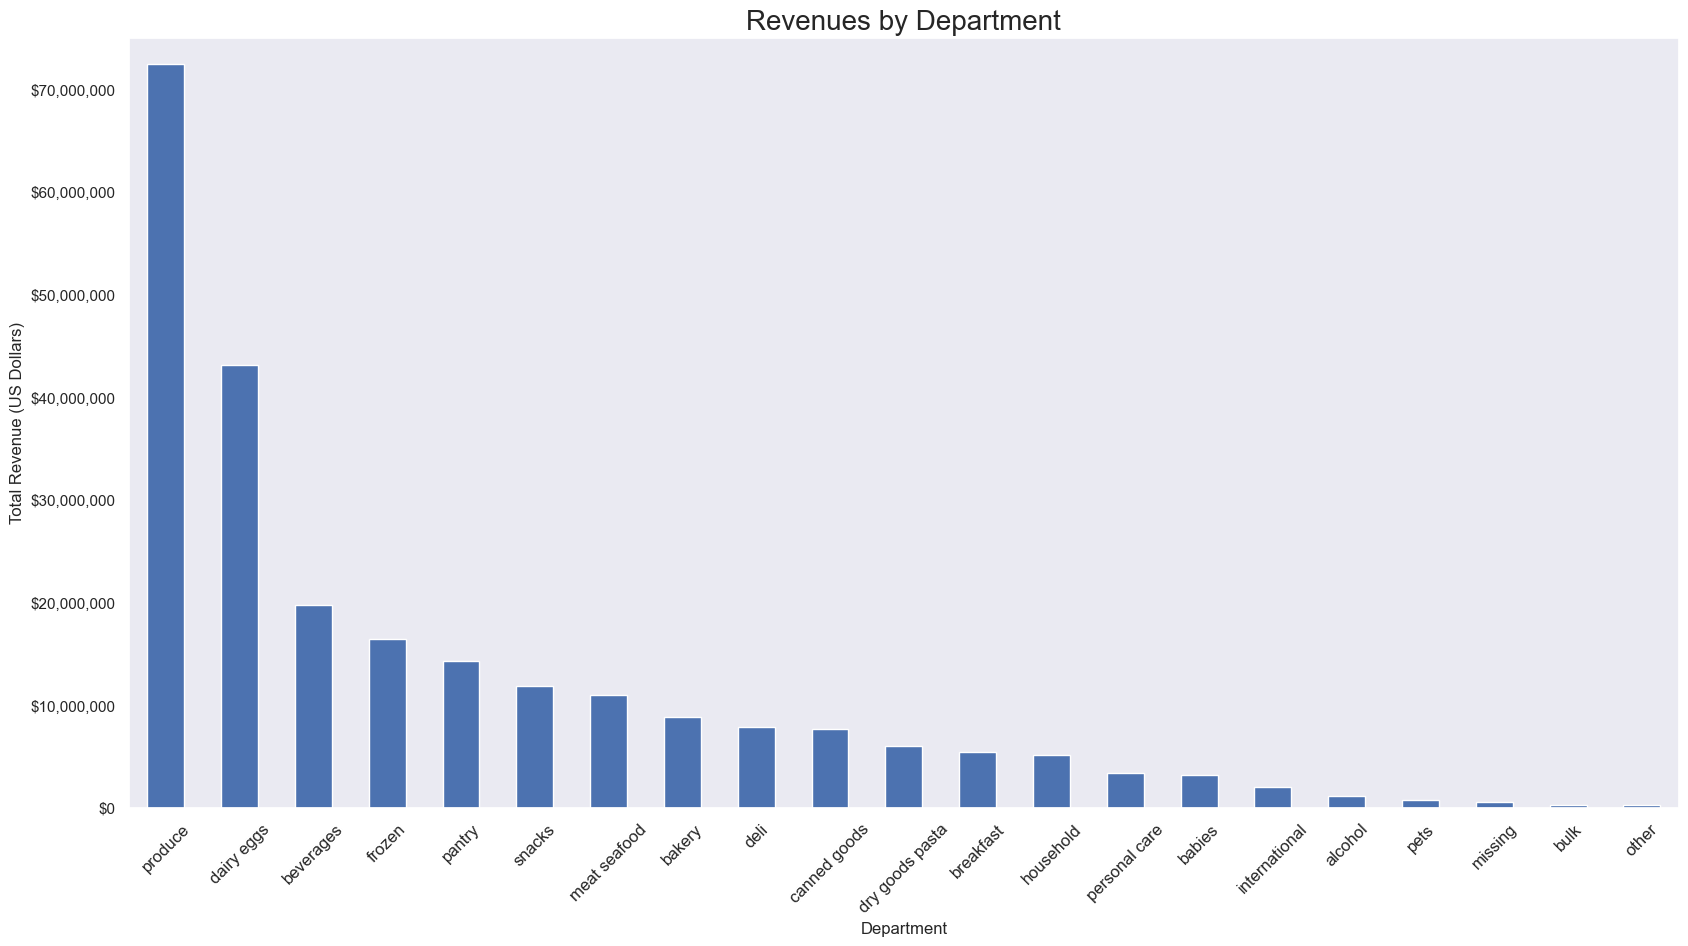 Revenues by Department
Total Revenue (US Dollars)
$70,000,000
$60,000,000
$50,000,000
$40,000,000
$30,000,000
$20,000,000
$10,000,000
$0
produce
dairy eggs
beverages
frozen
pantry
snacks
meat seafood
bakery
deli
canned goods
dry goods pasta
breakfast
household
personal care
babies
international
alcohol
pets
missing
bulk
other
Department